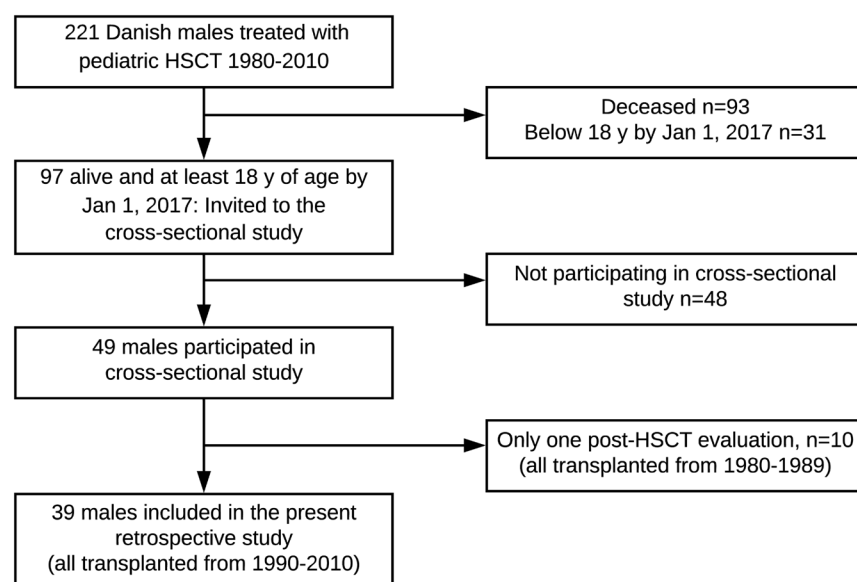 221 Danish males treated with
pediatric HSCT 1980-2010
Deceased n=93
Below 18 y by Jan 1, 2017 n=31
97 alive and at least 18 y of age by
Jan 1, 2017: Invited to the
cross-sectional study
Not participating in cross-sectional
study n=48
49 males participated in
cross-sectional study
Only one post-HSCT evaluation, n=10
(all transplanted from 1980-1989)
39 males included in the present
retrospective study
(all transplanted from 1990-2010)